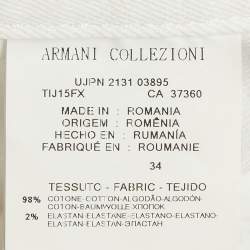 ARMANI COLLEZIONI
UJPN 2131 03895
TIJ15FX CA 37360
MADE IN : ROMANIA
ORIGEM : ROMÊNIA
HECHO EN : RUMANÍA
FABRIQUÉ EN : ROUMANIE
34
TESSUTO - FABRIC - TEJIDO
98% COTONE-COTTON-ALGODÃO-ALGODÓN-
COTON-BAUMWOLLE ХЛОПОК
2% ELASTAN-ELASTANE-ELASTANO-ELASTANO-
ELASTHAN-ELASTAN-ЭЛАСТАН